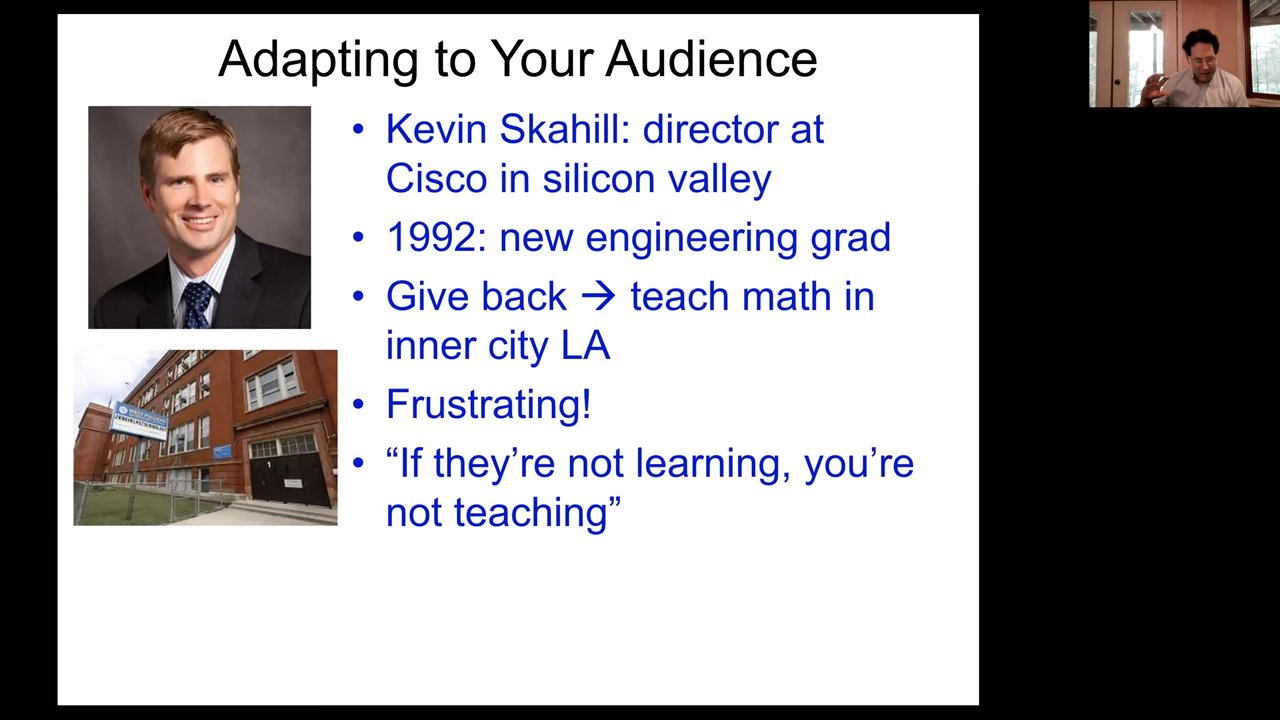 Adapting to Your Audience
• Kevin Skahill: director at
Cisco in silicon valley
• 1992: new engineering grad
• Give back → teach math in
inner city LA
• Frustrating!
• “If they’re not learning, you’re
not teaching”